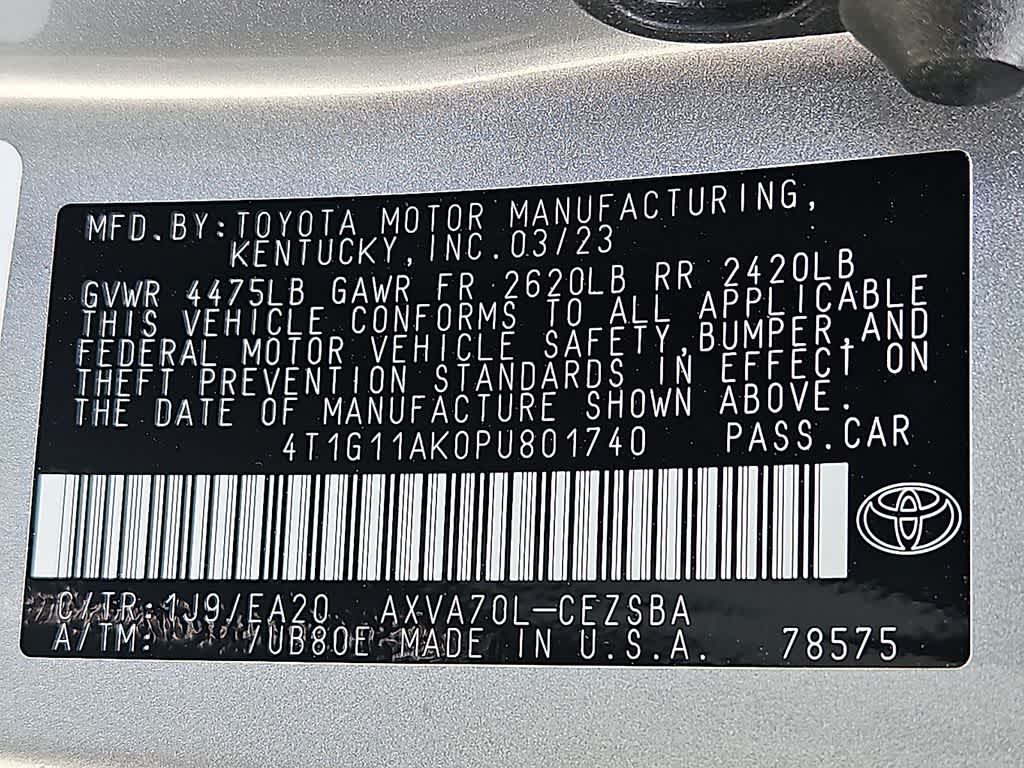 MFD.BY:TOYOTA MOTOR MANUFACTURING,
KENTUCKY,INC.03/23
GVWR 4475LB GAWR FR 2620LB RR 2420LB
THIS VEHICLE CONFORMS TO ALL APPLICABLE
FEDERAL MOTOR VEHICLE SAFETY,BUMPER,AND
THEFT PREVENTION STANDARDS IN EFFECT ON
THE DATE OF MANUFACTURE SHOWN ABOVE.
4T1G11AK0PU801740 PASS.CAR
C/TR:1J9/EA20 AXVA70L-CEZSBA
A/TM: /UB80E MADE IN U.S.A. 78575